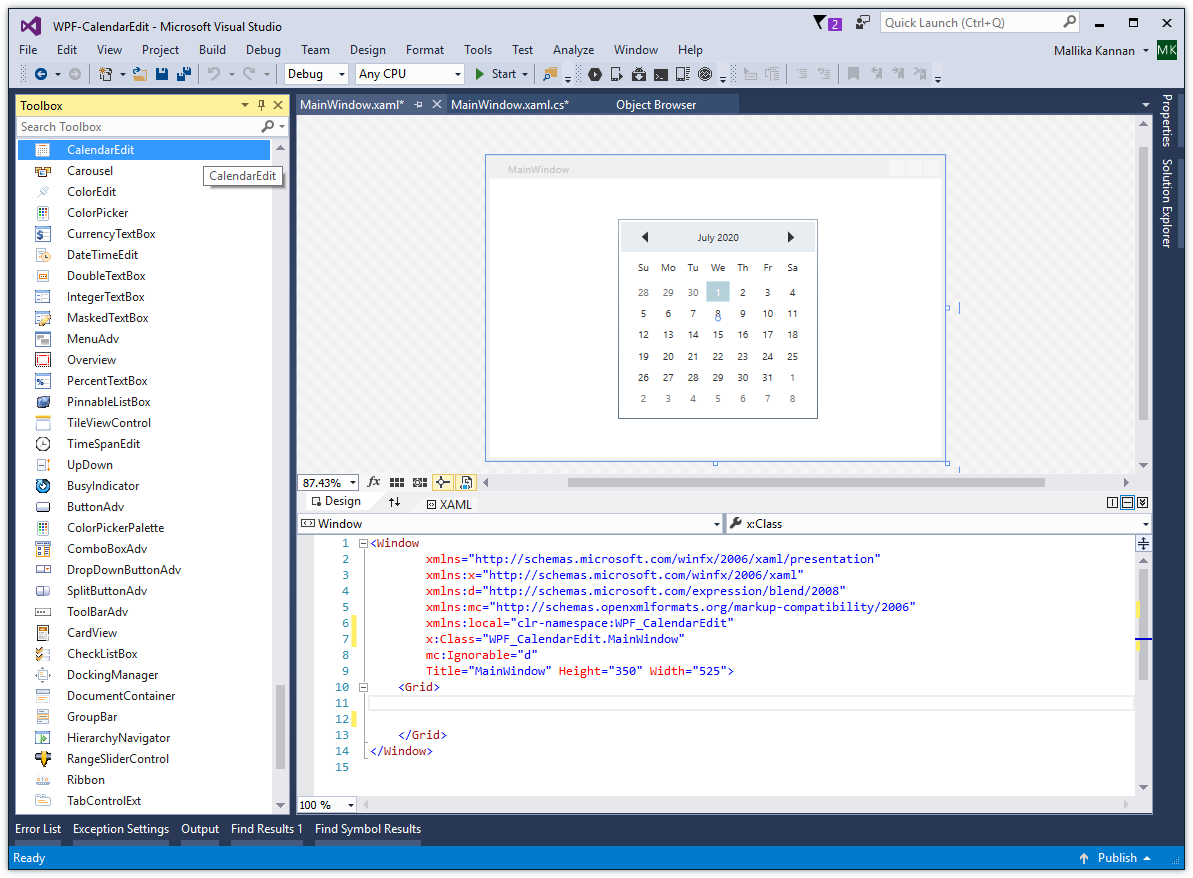 WPF-CalendarEdit - Microsoft Visual Studio
2
Quick Launch (Ctrl+Q)
File Edit View Project Build Debug Team Design Format Tools Test Analyze Window Help
Mallika Kannan MK
Debug Any CPU Start
Toolbox
Search Toolbox
CalendarEdit
CalendarEdit
Carousel
ColorEdit
ColorPicker
CurrencyTextBox
DateTimeEdit
DoubleTextBox
IntegerTextBox
MaskedTextBox
MenuAdv
Overview
PercentTextBox
PinnableListBox
TileViewControl
TimeSpanEdit
UpDown
BusyIndicator
ButtonAdv
ColorPickerPalette
ComboBoxAdv
DropDownButtonAdv
SplitButtonAdv
ToolBarAdv
CardView
CheckListBox
DockingManager
DocumentContainer
GroupBar
HierarchyNavigator
RangeSliderControl
Ribbon
TabControlExt
MainWindow.xaml* MainWindow.xaml.cs* Object Browser
MainWindow
July 2020
Su Mo Tu We Th Fr Sa
28 29 30 1 2 3 4
5 6 7 8 9 10 11
12 13 14 15 16 17 18
19 20 21 22 23 24 25
26 27 28 29 30 31 1
2 3 4 5 6 7 8
87.43% fx
Design XAML
Window x:Class
1 <Window
2 xmlns="http://schemas.microsoft.com/winfx/2006/xaml/presentation"
3 xmlns:x="http://schemas.microsoft.com/winfx/2006/xaml"
4 xmlns:d="http://schemas.microsoft.com/expression/blend/2008"
5 xmlns:mc="http://schemas.openxmlformats.org/markup-compatibility/2006"
6 xmlns:local="clr-namespace:WPF_CalendarEdit"
7 x:Class="WPF_CalendarEdit.MainWindow"
8 mc:Ignorable="d"
9 Title="MainWindow" Height="350" Width="525">
10 <Grid>
11
12
13 </Grid>
14 </Window>
15
100 %
Properties
Solution Explorer
Error List Exception Settings Output Find Results 1 Find Symbol Results
Ready
Publish